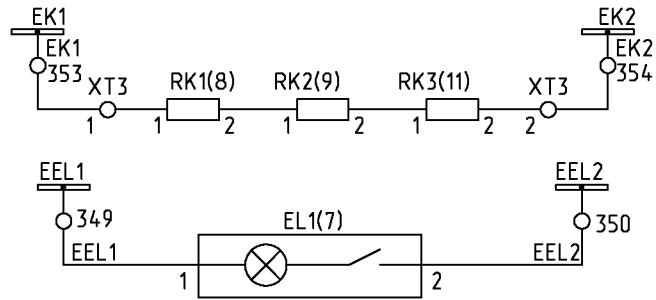 EK1 EK2
EK1 EK2
353 354
XT3 RK1(8) RK2(9) RK3(11) XT3
1 1 2 1 2 1 2 2
EEL1 EEL2
349 350
EL1(7)
EEL1 EEL2
1 2